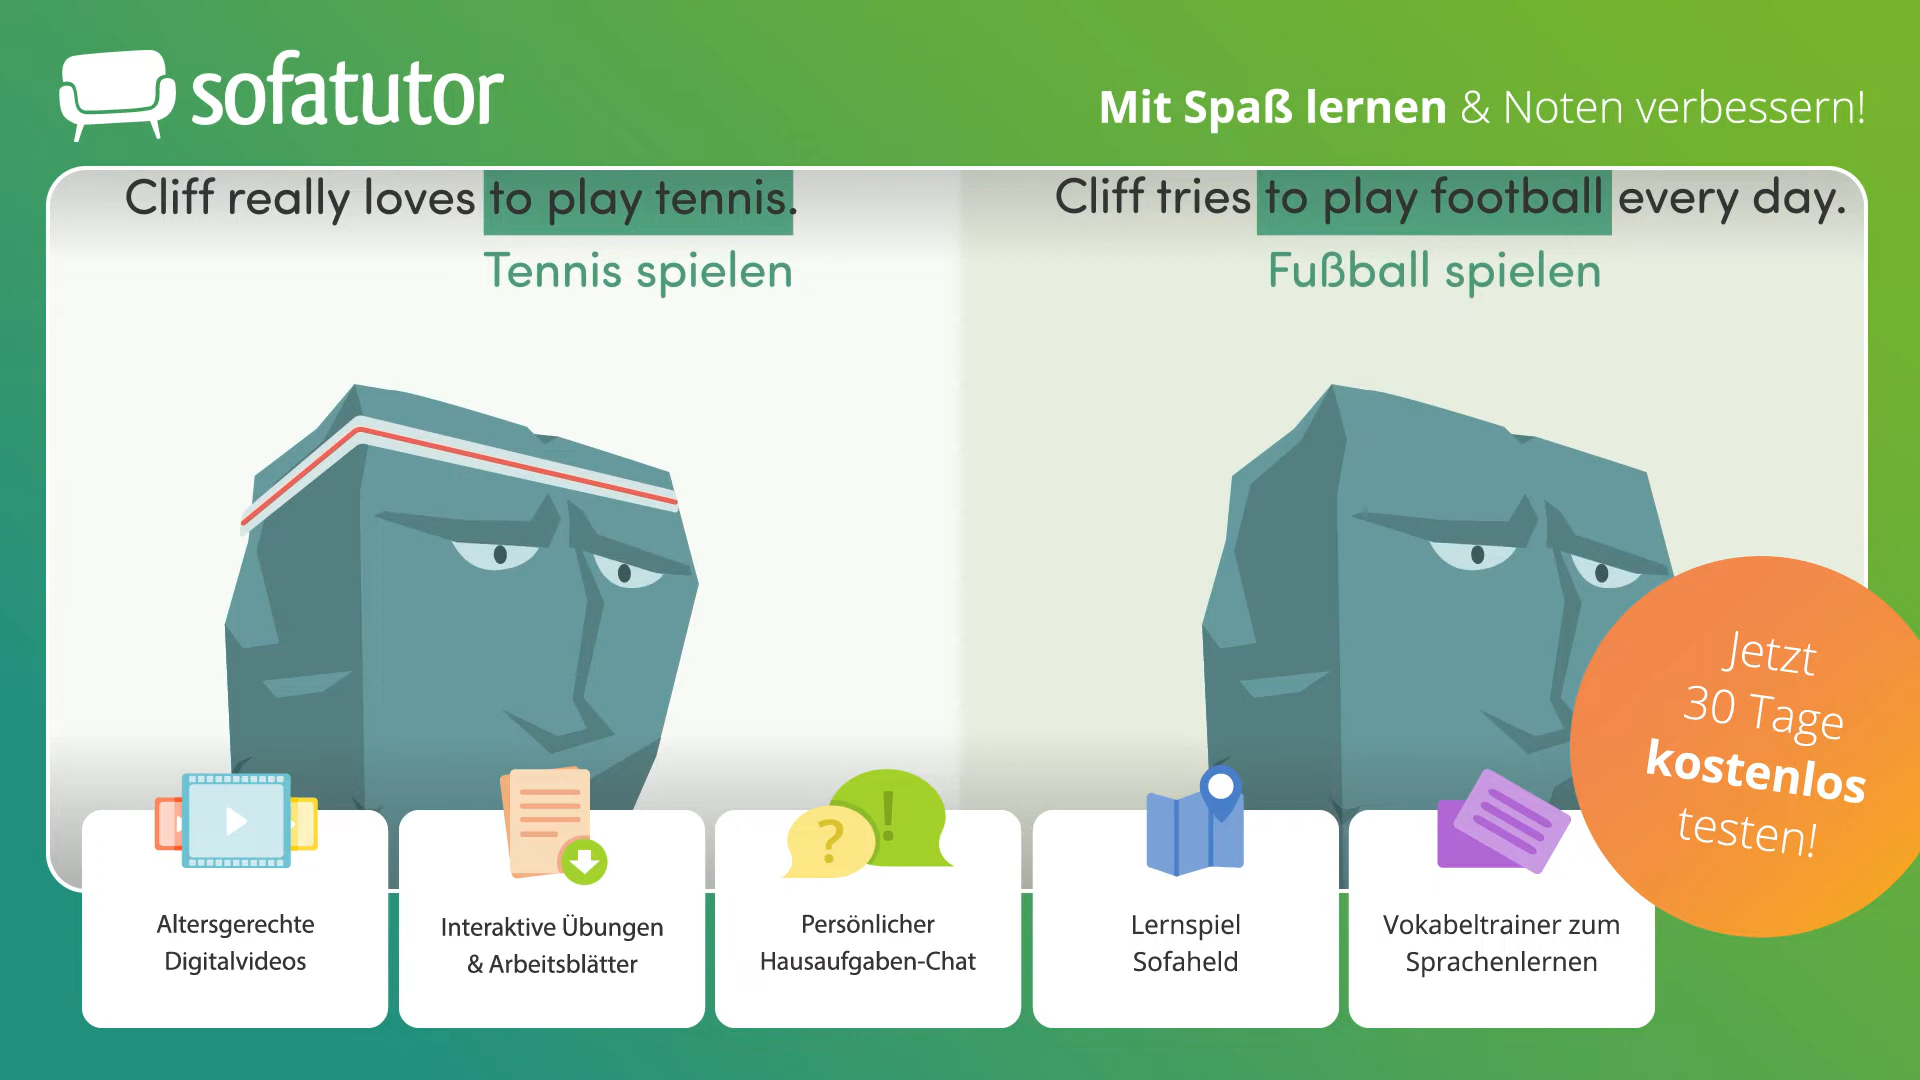 sofatutor
Mit Spaß lernen & Noten verbessern!
Cliff really loves to play tennis.
Tennis spielen
Cliff tries to play football every day.
Fußball spielen
Jetzt
30 Tage
kostenlos
testen!
?
!
Altersgerechte
Digitalvideos
Interaktive Übungen
& Arbeitsblätter
Persönlicher
Hausaufgaben-Chat
Lernspiel
Sofaheld
Vokabeltrainer zum
Sprachenlernen